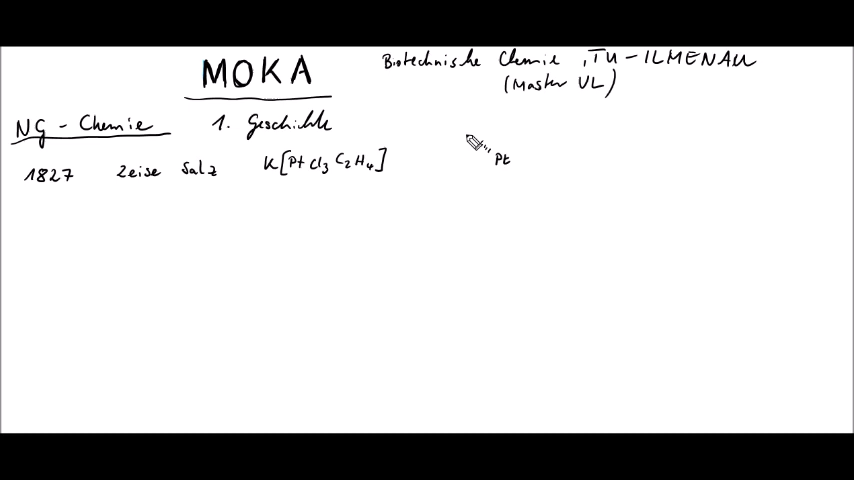 MOKA
Biotechnische Chemie, TU-ILMENAU
(Master VL)
NG-Chemie
1. Geschichte
1827 Zeise Salz K[PtCl₃C₂H₄]
Pt